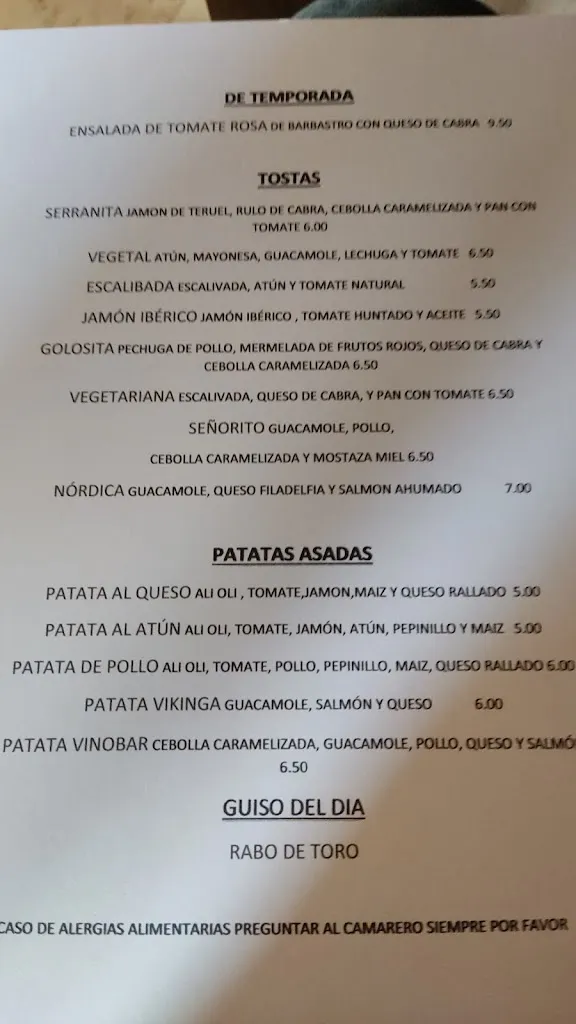 DE TEMPORADA
ENSALADA DE TOMATE ROSA DE BARBASTRO CON QUESO DE CABRA 9.50
TOSTAS
SERRANITA JAMON DE TERUEL, RULO DE CABRA, CEBOLLA CARAMELIZADA Y PAN CON
TOMATE 6.00
VEGETAL ATÚN, MAYONESA, GUACAMOLE, LECHUGA Y TOMATE 6.50
ESCALIBADA ESCALIVADA, ATÚN Y TOMATE NATURAL 5.50
JAMÓN IBÉRICO JAMÓN IBÉRICO , TOMATE HUNTADO Y ACEITE 5.50
GOLOSITA PECHUGA DE POLLO, MERMELADA DE FRUTOS ROJOS, QUESO DE CABRA Y
CEBOLLA CARAMELIZADA 6.50
VEGETARIANA ESCALIVADA, QUESO DE CABRA, Y PAN CON TOMATE 6.50
SEÑORITO GUACAMOLE, POLLO,
CEBOLLA CARAMELIZADA Y MOSTAZA MIEL 6.50
NÓRDICA GUACAMOLE, QUESO FILADELFIA Y SALMON AHUMADO 7.00
PATATAS ASADAS
PATATA AL QUESO ALI OLI , TOMATE,JAMON,MAIZ Y QUESO RALLADO 5.00
PATATA AL ATÚN ALI OLI, TOMATE, JAMÓN, ATÚN, PEPINILLO Y MAIZ 5.00
PATATA DE POLLO ALI OLI, TOMATE, POLLO, PEPINILLO, MAIZ, QUESO RALLADO 6.00
PATATA VIKINGA GUACAMOLE, SALMÓN Y QUESO 6.00
PATATA VINOBAR CEBOLLA CARAMELIZADA, GUACAMOLE, POLLO, QUESO Y SALMÓ
6.50
GUISO DEL DIA
RABO DE TORO
CASO DE ALERGIAS ALIMENTARIAS PREGUNTAR AL CAMARERO SIEMPRE POR FAVOR